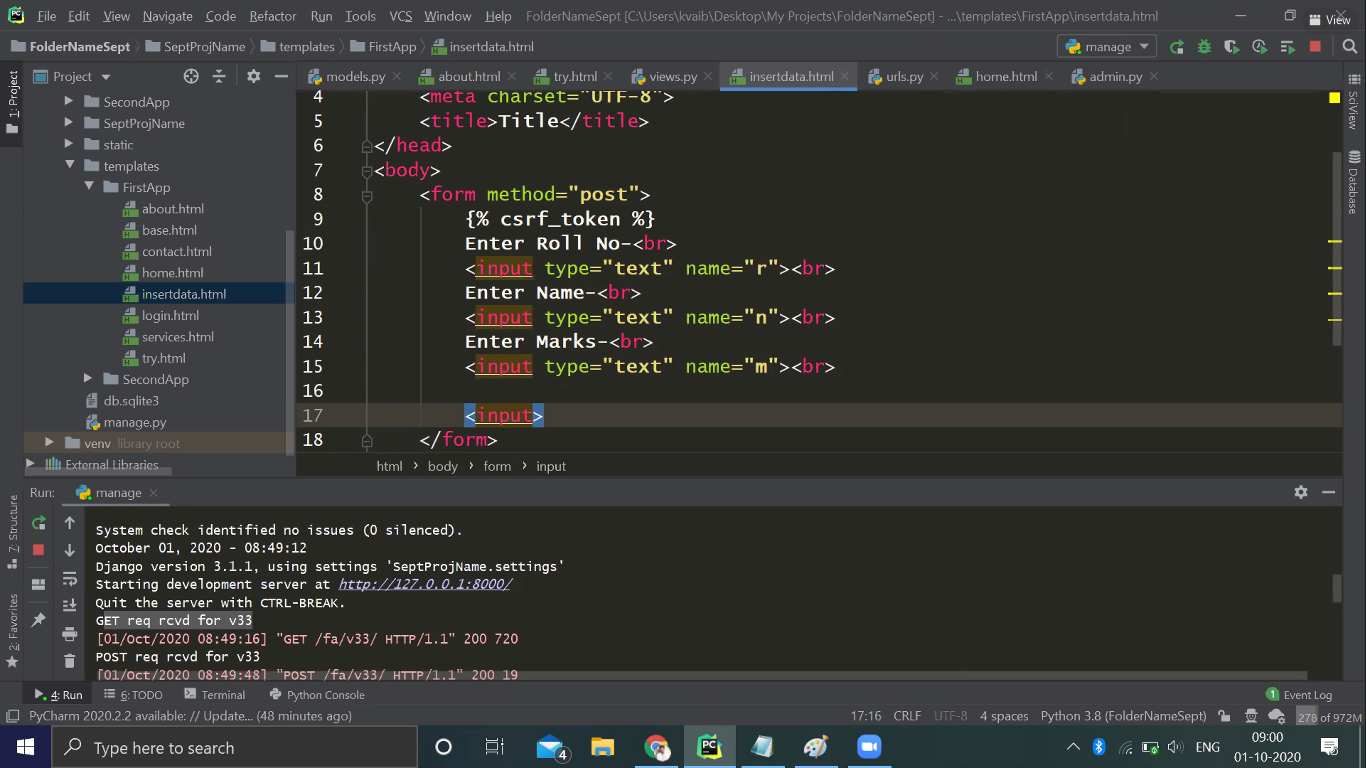 File Edit View Navigate Code Refactor Run Tools VCS Window Help FolderNameSept [C:\Users\kvaib\Desktop\My Projects\FolderNameSept] - ...\templates\FirstApp\insertdata.html View
FolderNameSept SeptProjName templates FirstApp insertdata.html manage
Project models.py about.html try.html views.py insertdata.html urls.py home.html admin.py
1: Project
SciView
Database
SecondApp
SeptProjName
static
templates
FirstApp
about.html
base.html
contact.html
home.html
insertdata.html
login.html
services.html
try.html
SecondApp
db.sqlite3
manage.py
venv library root
External Libraries
4 <meta charset="UTF-8">
5 <title>Title</title>
6 </head>
7 <body>
8 <form method="post">
9 {% csrf_token %}
10 Enter Roll No-<br>
11 <input type="text" name="r"><br>
12 Enter Name-<br>
13 <input type="text" name="n"><br>
14 Enter Marks-<br>
15 <input type="text" name="m"><br>
16
17 <input>
18 </form>
html › body › form › input
Run: manage
7: Structure
2: Favorites
System check identified no issues (0 silenced).
October 01, 2020 - 08:49:12
Django version 3.1.1, using settings 'SeptProjName.settings'
Starting development server at http://127.0.0.1:8000/
Quit the server with CTRL-BREAK.
GET req rcvd for v33
[01/Oct/2020 08:49:16] "GET /fa/v33/ HTTP/1.1" 200 720
POST req rcvd for v33
[01/Oct/2020 08:49:48] "POST /fa/v33/ HTTP/1.1" 200 19
4: Run 6: TODO Terminal Python Console 1 Event Log
PyCharm 2020.2.2 available: // Update... (48 minutes ago) 17:16 CRLF UTF-8 4 spaces Python 3.8 (FolderNameSept) 278 of 972M
Type here to search 4 PC ENG 09:00
01-10-2020